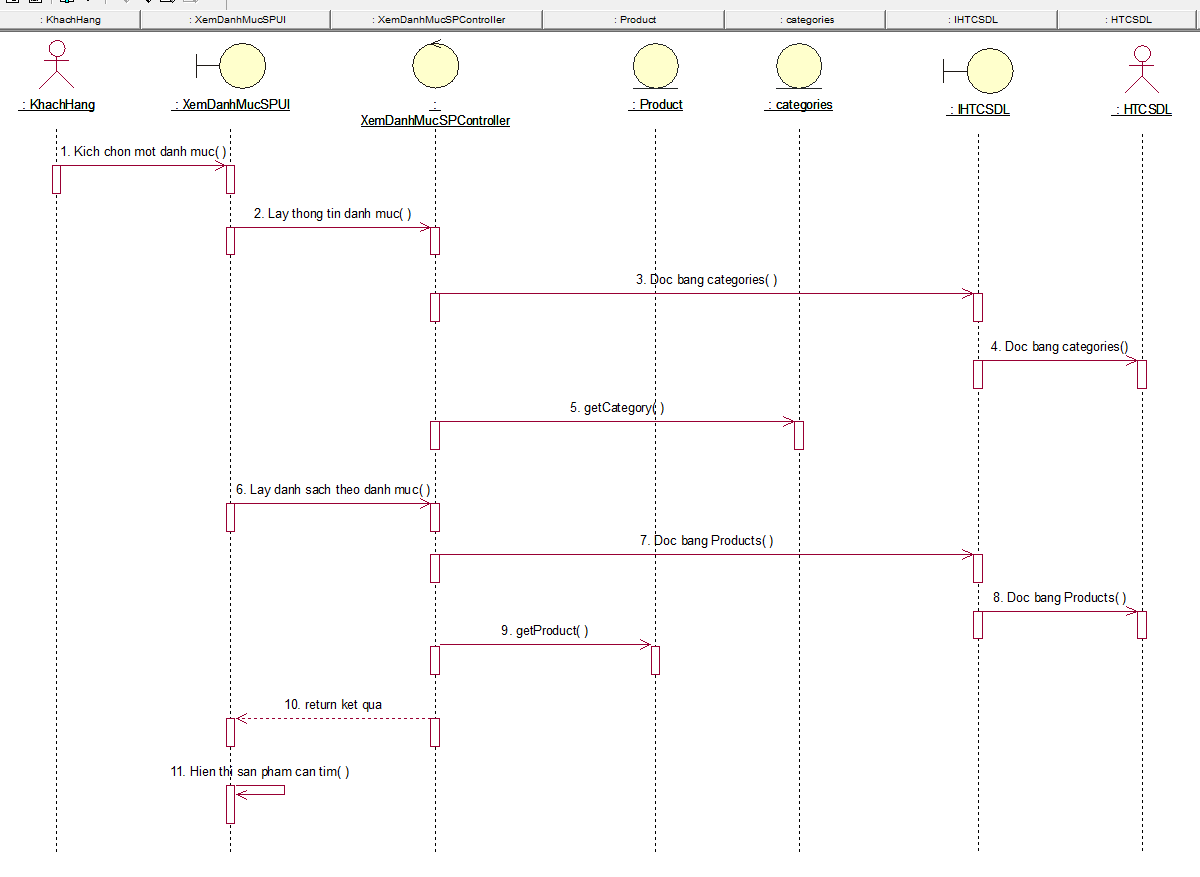 : KhachHang
: XemDanhMucSPUI
: XemDanhMucSPController
: Product
: categories
: IHTCSDL
: HTCSDL
: KhachHang
: XemDanhMucSPUI
:
XemDanhMucSPController
: Product
: categories
: IHTCSDL
: HTCSDL
1. Kich chon mot danh muc( )
2. Lay thong tin danh muc( )
3. Doc bang categories( )
4. Doc bang categories()
5. getCategory( )
6. Lay danh sach theo danh muc( )
7. Doc bang Products( )
8. Doc bang Products( )
9. getProduct( )
10. return ket qua
11. Hien thi san pham can tim( )